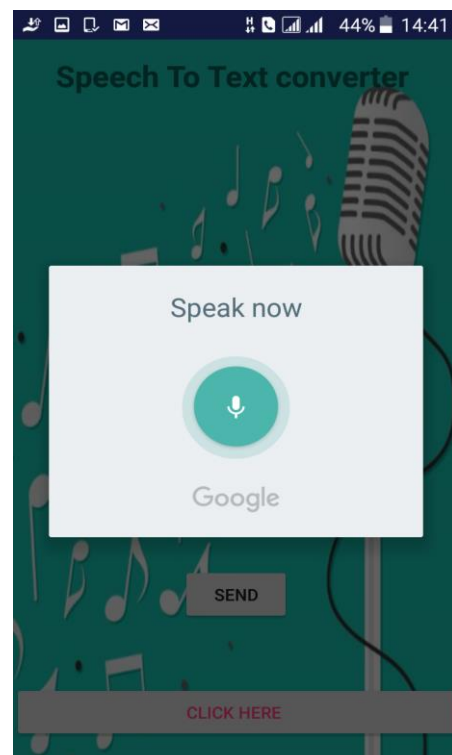 44% 14:41
Speech To Text converter
Speak now
Google
SEND
CLICK HERE